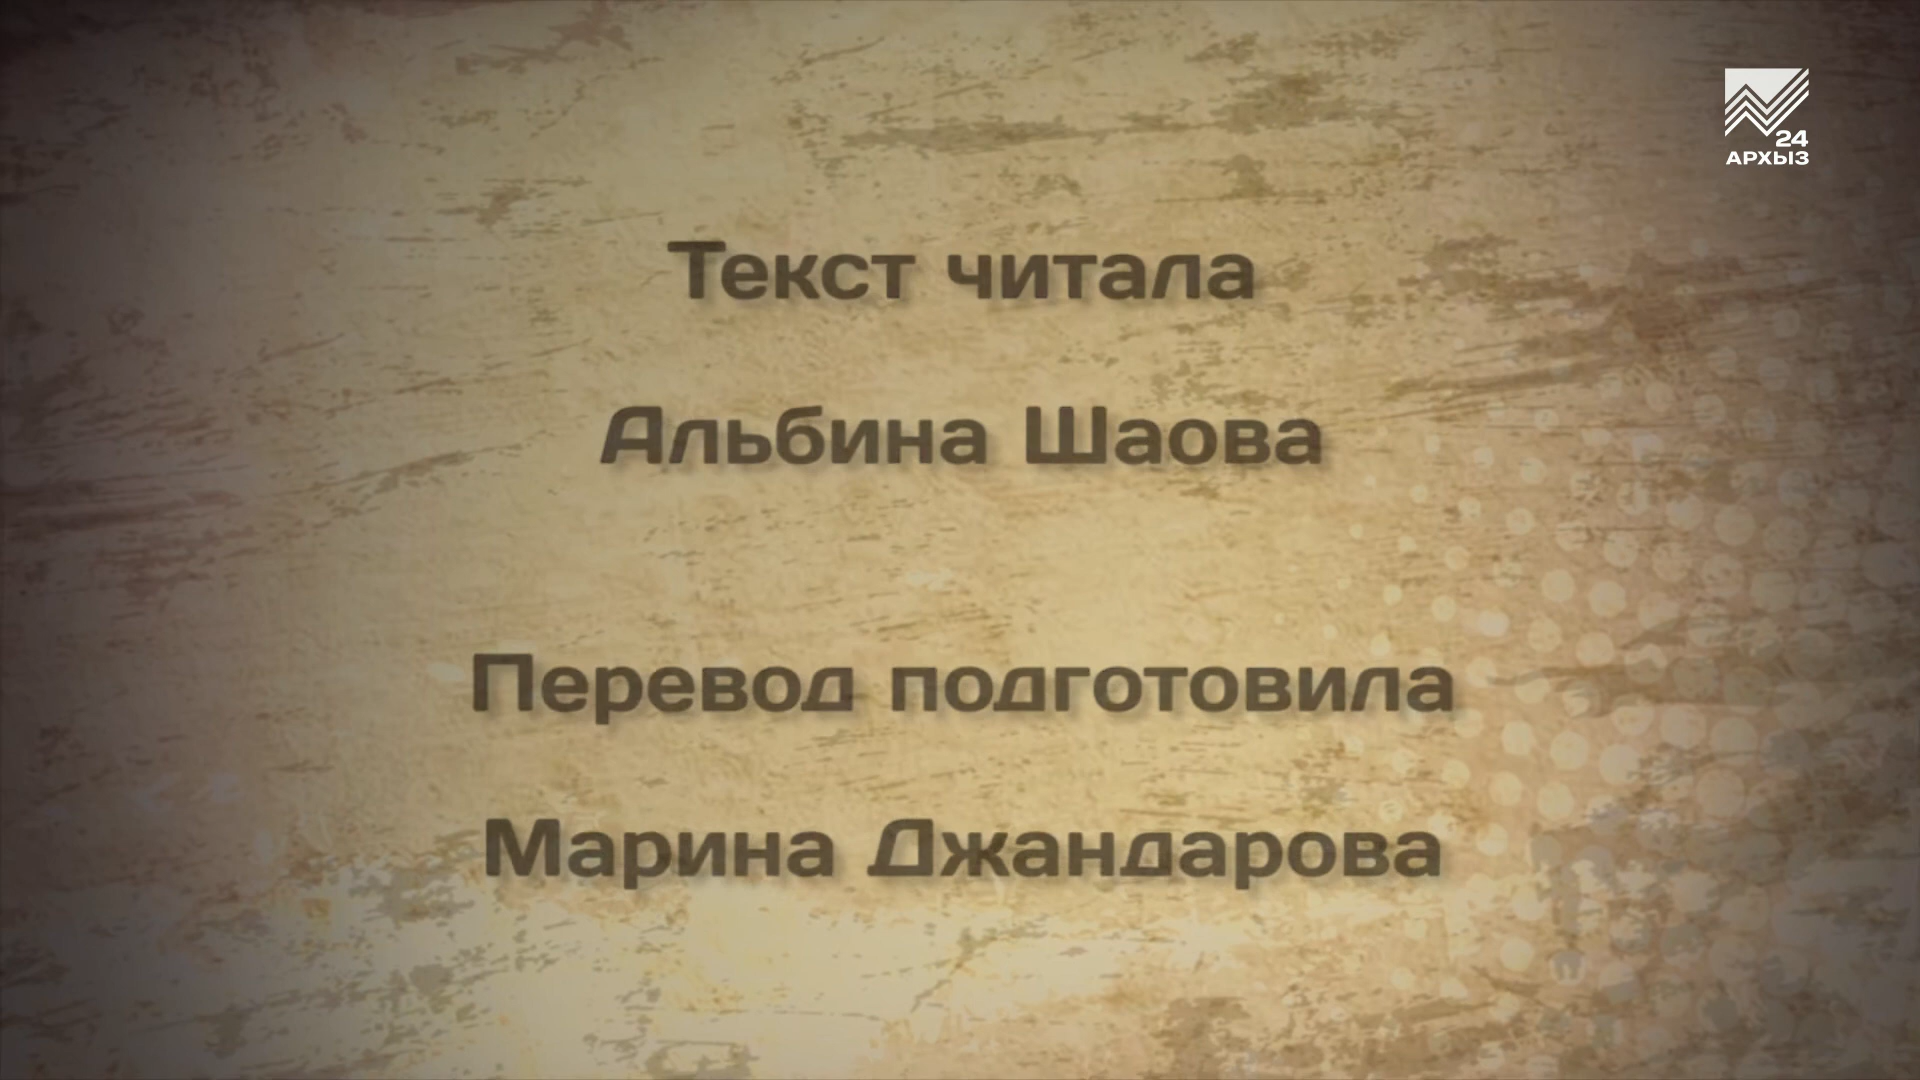 24
АРХЫЗ
Текст читала
Альбина Шаова
Перевод подготовила
Марина Джандарова